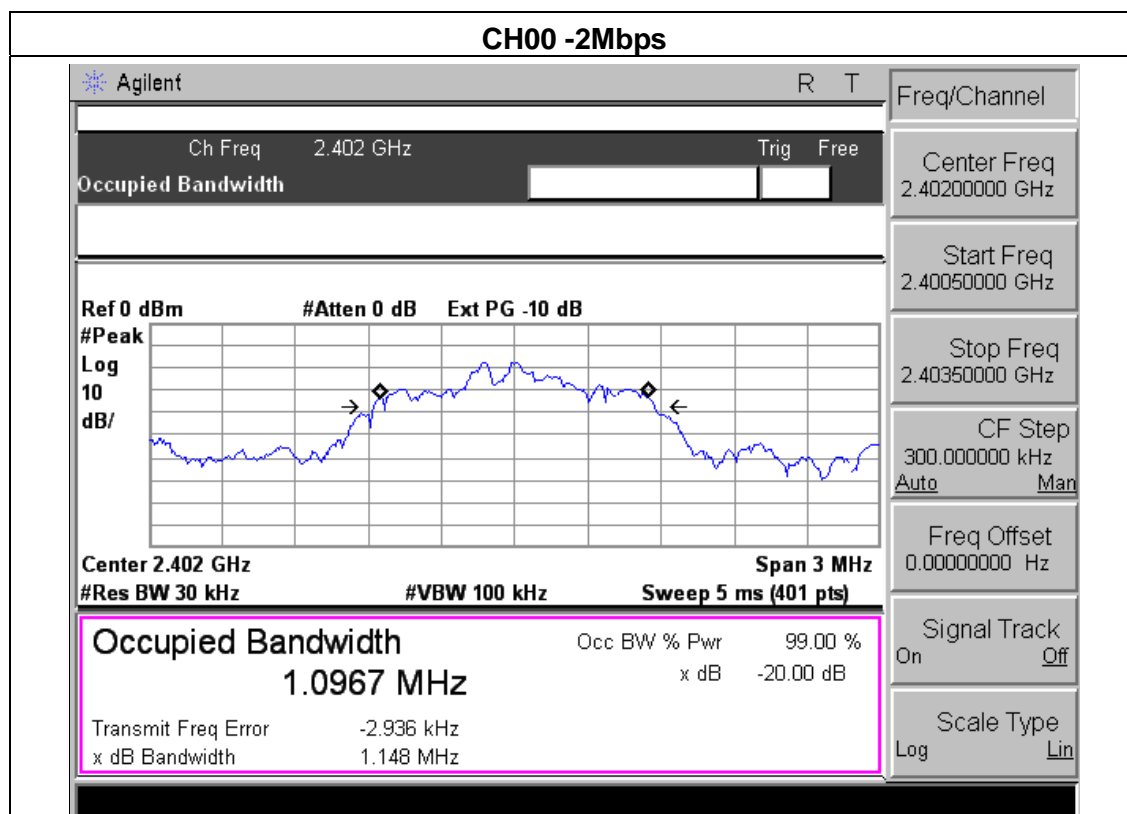 CH00 -2Mbps
Agilent R T
Ch Freq 2.402 GHz Trig Free
Occupied Bandwidth
Ref 0 dBm #Atten 0 dB Ext PG -10 dB
#Peak
Log
10
dB/
Center 2.402 GHz Span 3 MHz
#Res BW 30 kHz #VBW 100 kHz Sweep 5 ms (401 pts)
Occupied Bandwidth
1.0967 MHz
Occ BW % Pwr 99.00 %
x dB -20.00 dB
Transmit Freq Error -2.936 kHz
x dB Bandwidth 1.148 MHz
Freq/Channel
Center Freq
2.40200000 GHz
Start Freq
2.40050000 GHz
Stop Freq
2.40350000 GHz
CF Step
300.000000 kHz
Auto Man
Freq Offset
0.00000000 Hz
Signal Track
On Off
Scale Type
Log Lin